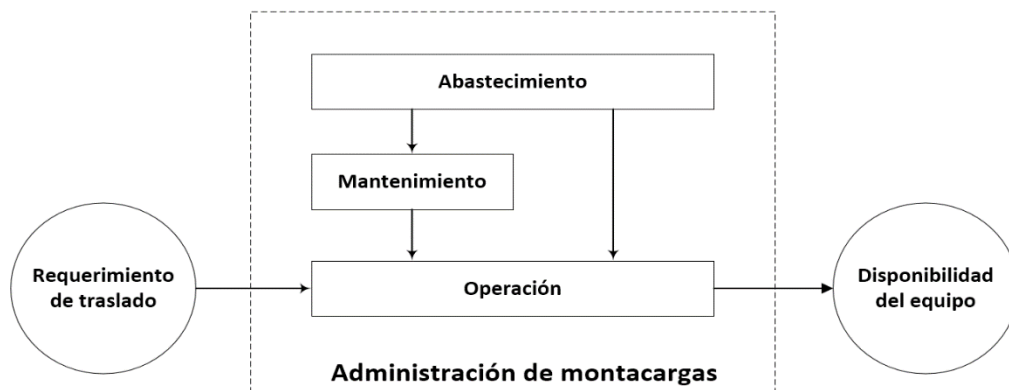 Abastecimiento
Mantenimiento
Requerimiento
de traslado
Operación
Disponibilidad
del equipo
Administración de montacargas